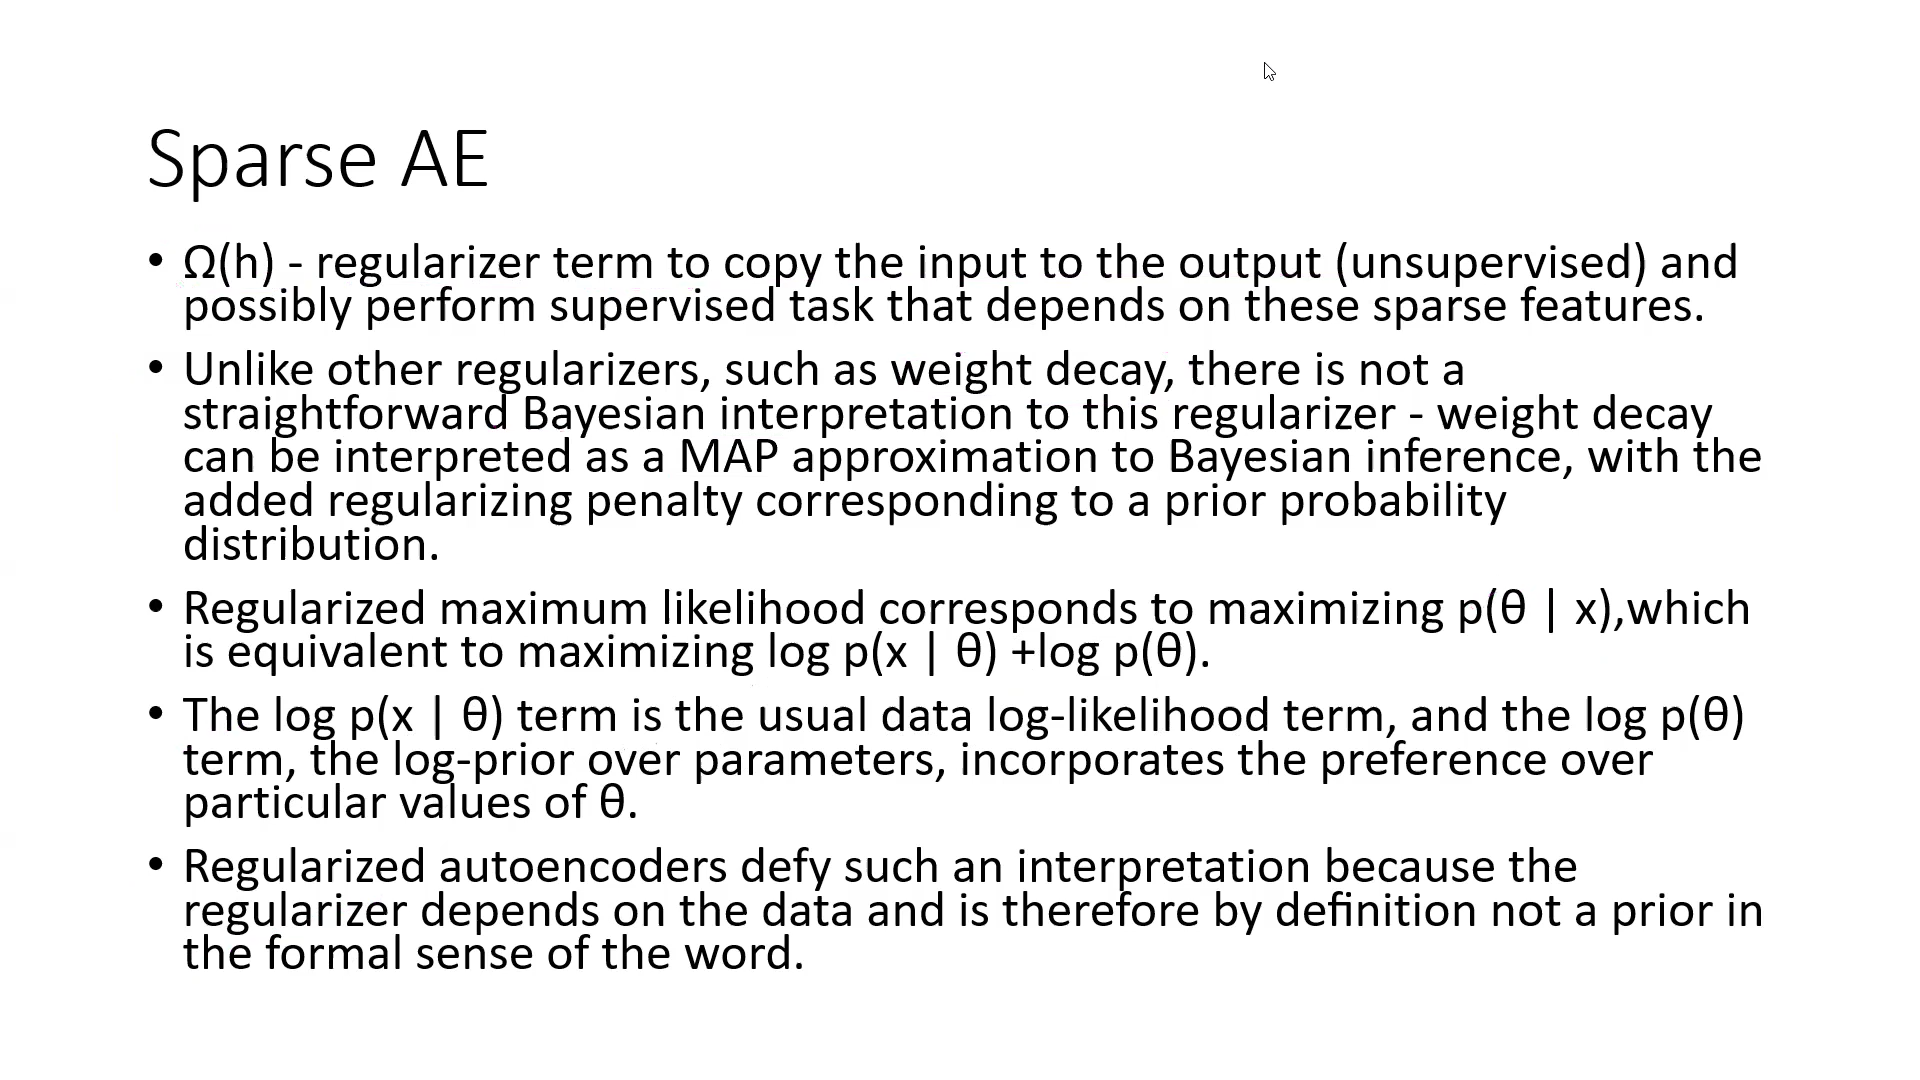 Sparse AE
• Ω(h) - regularizer term to copy the input to the output (unsupervised) and
possibly perform supervised task that depends on these sparse features.
• Unlike other regularizers, such as weight decay, there is not a
straightforward Bayesian interpretation to this regularizer - weight decay
can be interpreted as a MAP approximation to Bayesian inference, with the
added regularizing penalty corresponding to a prior probability
distribution.
• Regularized maximum likelihood corresponds to maximizing p(θ | x),which
is equivalent to maximizing log p(x | θ) +log p(θ).
• The log p(x | θ) term is the usual data log-likelihood term, and the log p(θ)
term, the log-prior over parameters, incorporates the preference over
particular values of θ.
• Regularized autoencoders defy such an interpretation because the
regularizer depends on the data and is therefore by definition not a prior in
the formal sense of the word.